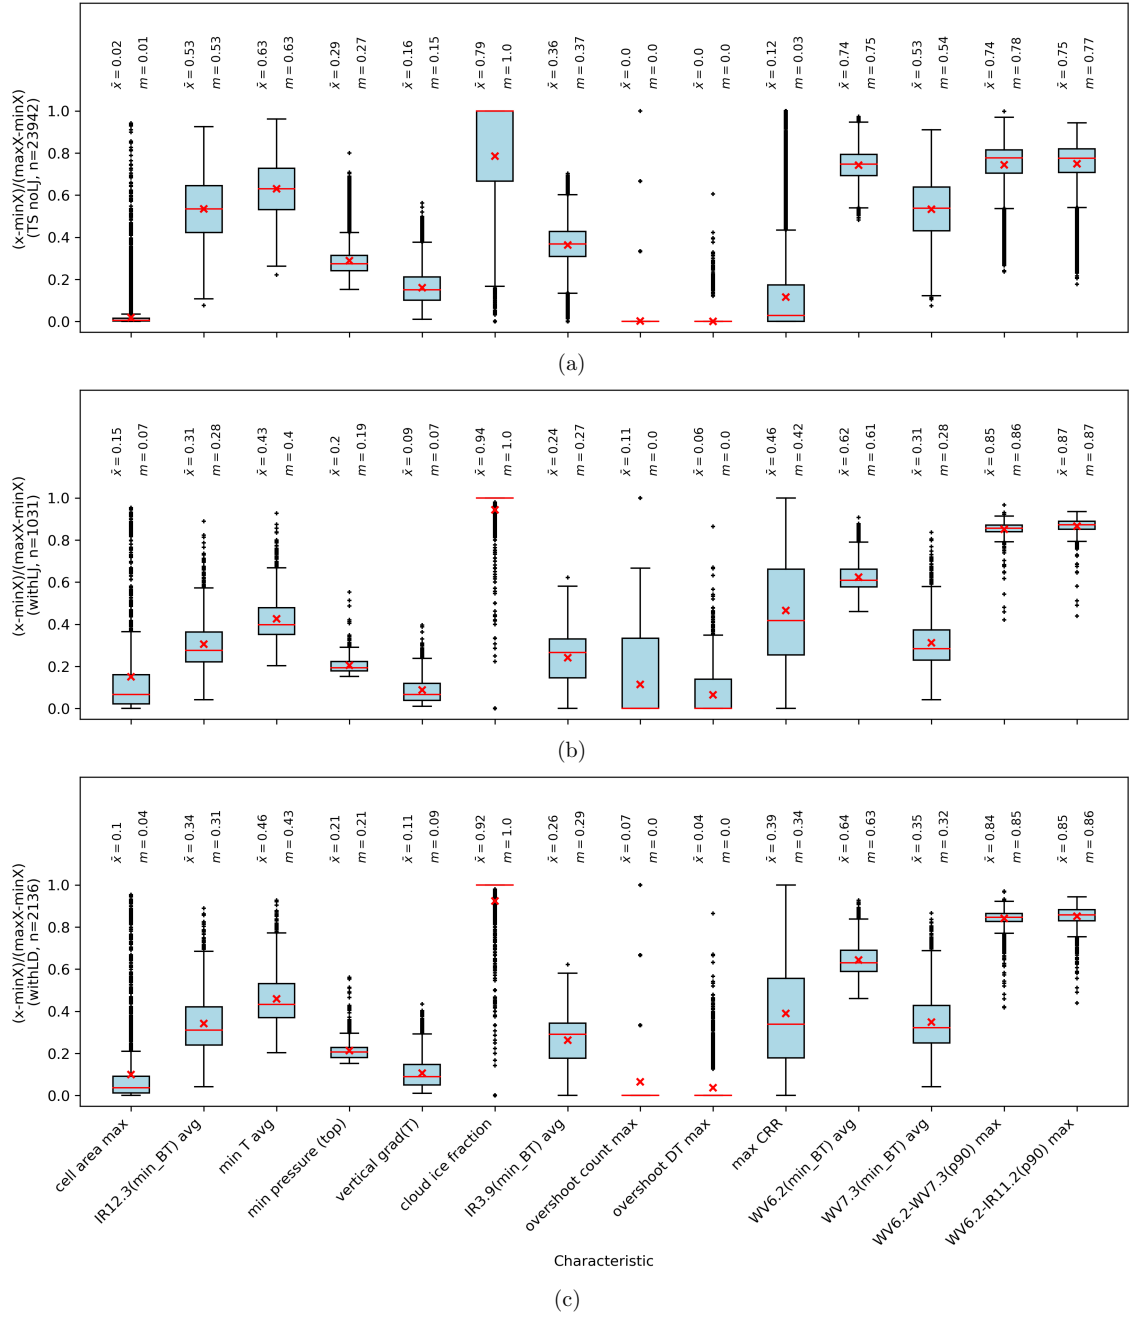 x̄ = 0.02 m = 0.01 x̄ = 0.53 m = 0.53 x̄ = 0.63 m = 0.63 x̄ = 0.29 m = 0.27 x̄ = 0.16 m = 0.15 x̄ = 0.79 m = 1.0 x̄ = 0.36 m = 0.37 x̄ = 0.0 m = 0.0 x̄ = 0.0 m = 0.0 x̄ = 0.12 m = 0.03 x̄ = 0.74 m = 0.75 x̄ = 0.53 m = 0.54 x̄ = 0.74 m = 0.78 x̄ = 0.75 m = 0.77
(x-minX)/(maxX-minX)
(TS noLJ, n=23942)
1.0
0.8
0.6
0.4
0.2
0.0
(a)
x̄ = 0.15 m = 0.07 x̄ = 0.31 m = 0.28 x̄ = 0.43 m = 0.4 x̄ = 0.2 m = 0.19 x̄ = 0.09 m = 0.07 x̄ = 0.94 m = 1.0 x̄ = 0.24 m = 0.27 x̄ = 0.11 m = 0.0 x̄ = 0.06 m = 0.0 x̄ = 0.46 m = 0.42 x̄ = 0.62 m = 0.61 x̄ = 0.31 m = 0.28 x̄ = 0.85 m = 0.86 x̄ = 0.87 m = 0.87
(x-minX)/(maxX-minX)
(withLJ, n=1031)
1.0
0.8
0.6
0.4
0.2
0.0
(b)
x̄ = 0.1 m = 0.04 x̄ = 0.34 m = 0.31 x̄ = 0.46 m = 0.43 x̄ = 0.21 m = 0.21 x̄ = 0.11 m = 0.09 x̄ = 0.92 m = 1.0 x̄ = 0.26 m = 0.29 x̄ = 0.07 m = 0.0 x̄ = 0.04 m = 0.0 x̄ = 0.39 m = 0.34 x̄ = 0.64 m = 0.63 x̄ = 0.35 m = 0.32 x̄ = 0.84 m = 0.85 x̄ = 0.85 m = 0.86
(x-minX)/(maxX-minX)
(withLD, n=2136)
1.0
0.8
0.6
0.4
0.2
0.0
cell area max
IR12.3(min_BT) avg
min T avg
min pressure (top)
vertical grad(T)
cloud ice fraction
IR3.9(min_BT) avg
overshoot count max
overshoot DT max
max CRR
WV6.2(min_BT) avg
WV7.3(min_BT) avg
WV6.2-WV7.3(p90) max
WV6.2-IR11.2(p90) max
Characteristic
(c)